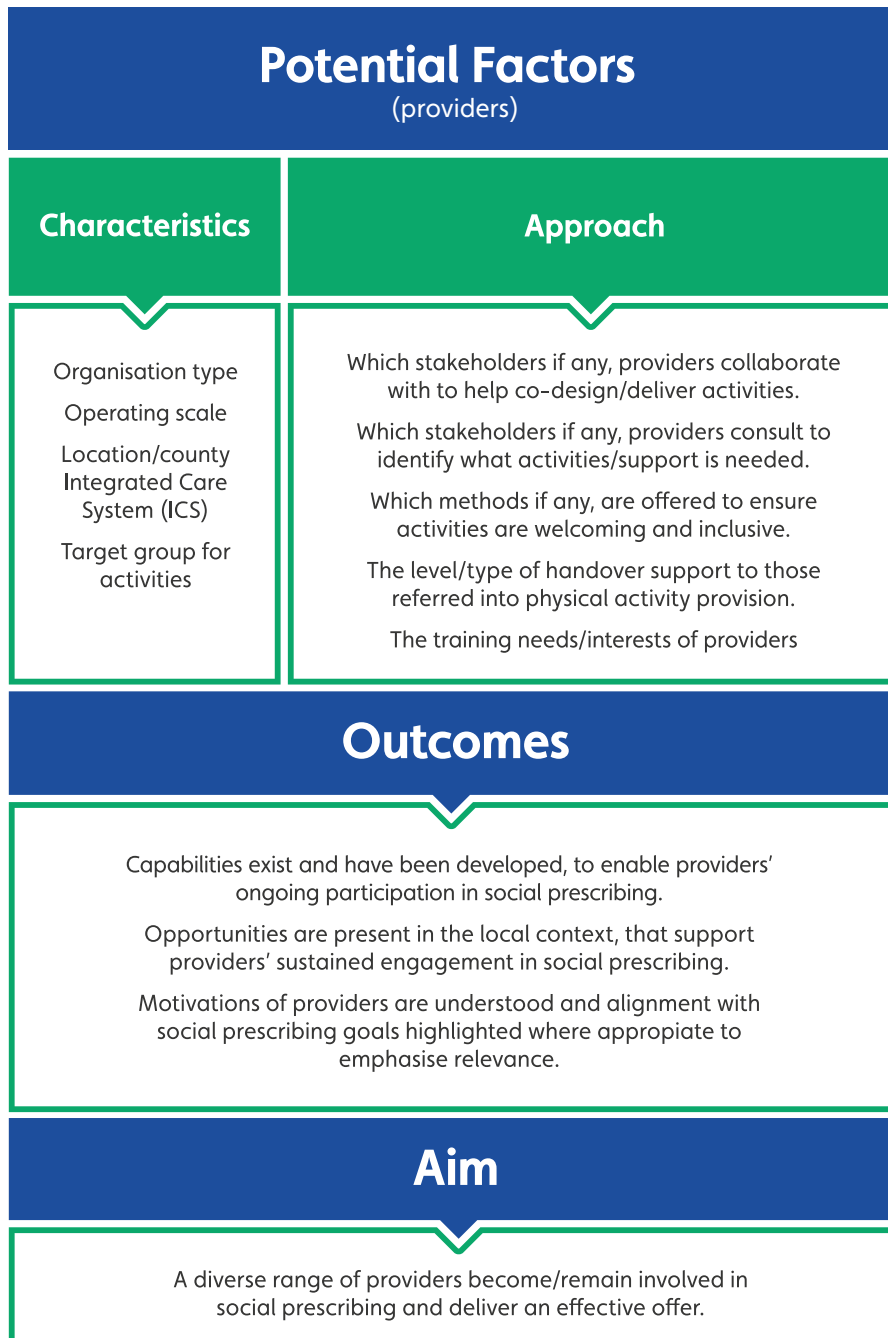 Potential Factors
(providers)
Characteristics
Organisation type
Operating scale
Location/county
Integrated Care
System (ICS)
Target group for
activities
Approach
Which stakeholders if any, providers collaborate
with to help co-design/deliver activities.
Which stakeholders if any, providers consult to
identify what activities/support is needed.
Which methods if any, are offered to ensure
activities are welcoming and inclusive.
The level/type of handover support to those
referred into physical activity provision.
The training needs/interests of providers
Outcomes
Capabilities exist and have been developed, to enable providers’
ongoing participation in social prescribing.
Opportunities are present in the local context, that support
providers’ sustained engagement in social prescribing.
Motivations of providers are understood and alignment with
social prescribing goals highlighted where appropiate to
emphasise relevance.
Aim
A diverse range of providers become/remain involved in
social prescribing and deliver an effective offer.